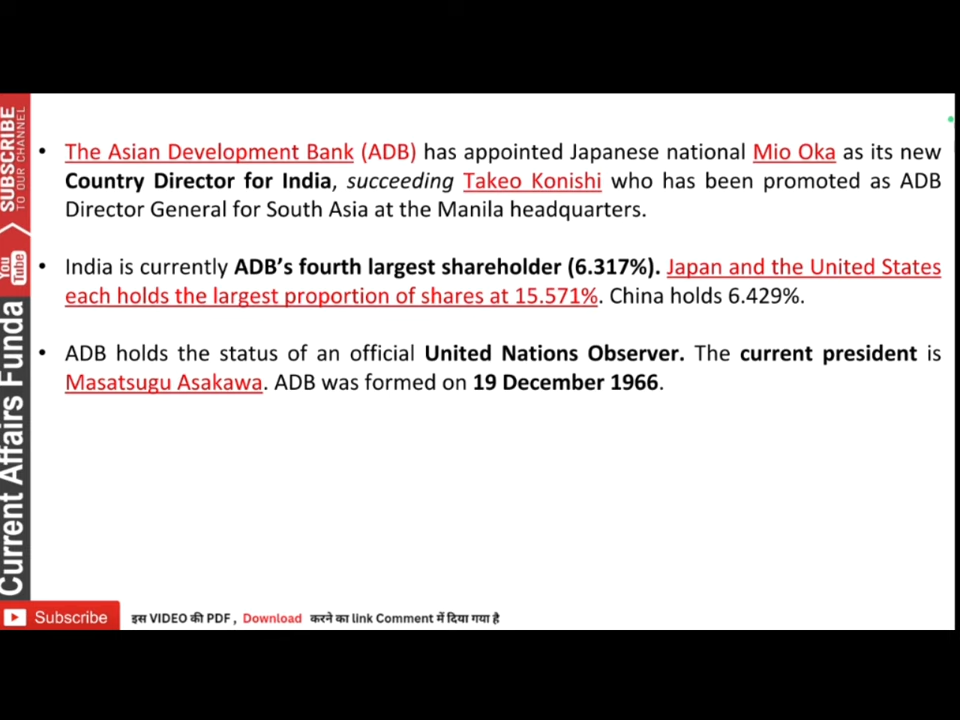 SUBSCRIBE
TO OUR CHANNEL
You
Tube
Current Affairs Funda
• The Asian Development Bank (ADB) has appointed Japanese national Mio Oka as its new
Country Director for India, succeeding Takeo Konishi who has been promoted as ADB
Director General for South Asia at the Manila headquarters.
• India is currently ADB’s fourth largest shareholder (6.317%). Japan and the United States
each holds the largest proportion of shares at 15.571%. China holds 6.429%.
• ADB holds the status of an official United Nations Observer. The current president is
Masatsugu Asakawa. ADB was formed on 19 December 1966.
Subscribe
इस VIDEO की PDF , Download करने का link Comment में दिया गया है